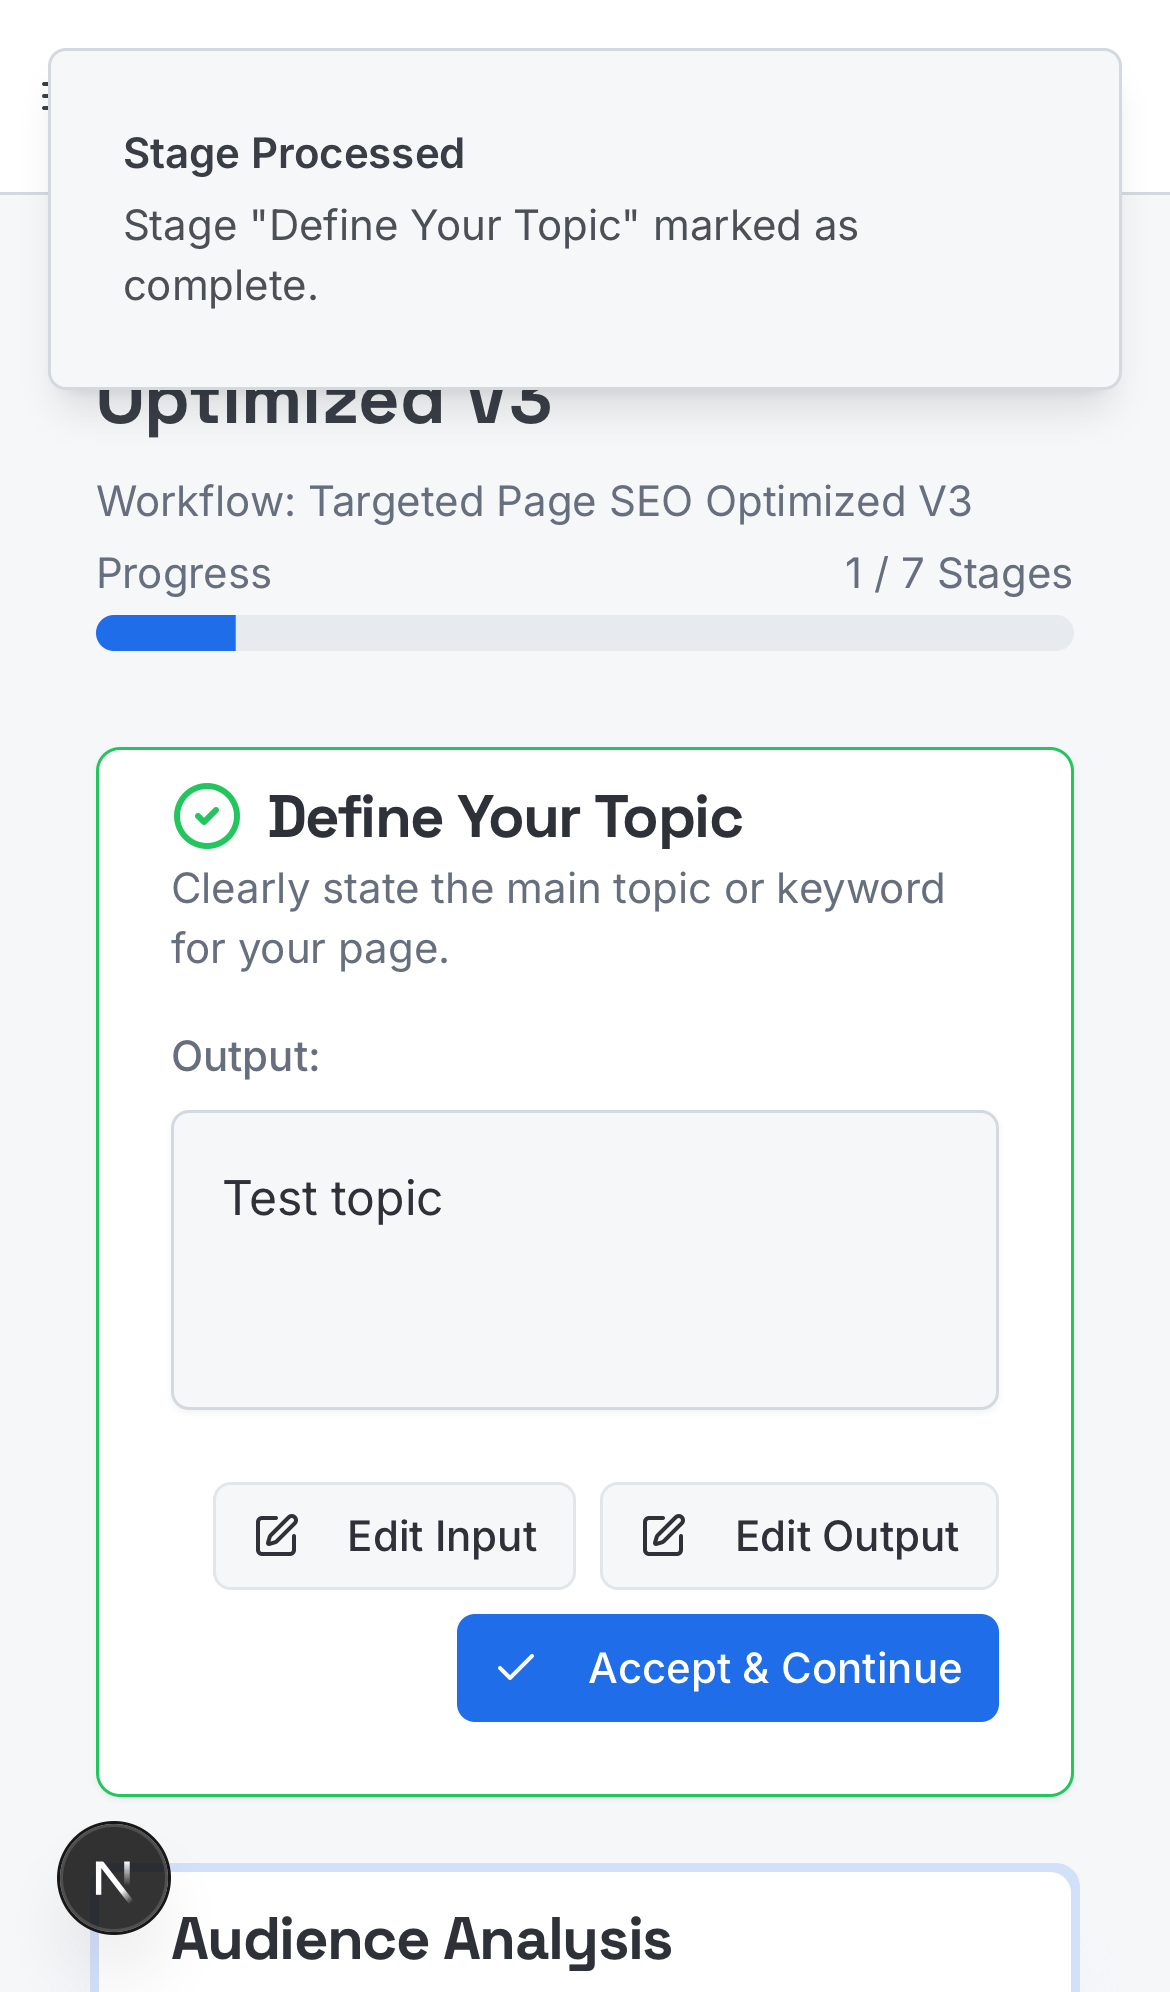 Stage Processed
Stage "Define Your Topic" marked as
complete.
Optimized V3
Workflow: Targeted Page SEO Optimized V3
Progress
1 / 7 Stages
Define Your Topic
Clearly state the main topic or keyword
for your page.
Output:
Test topic
Edit Input
Edit Output
Accept & Continue
N
Audience Analysis